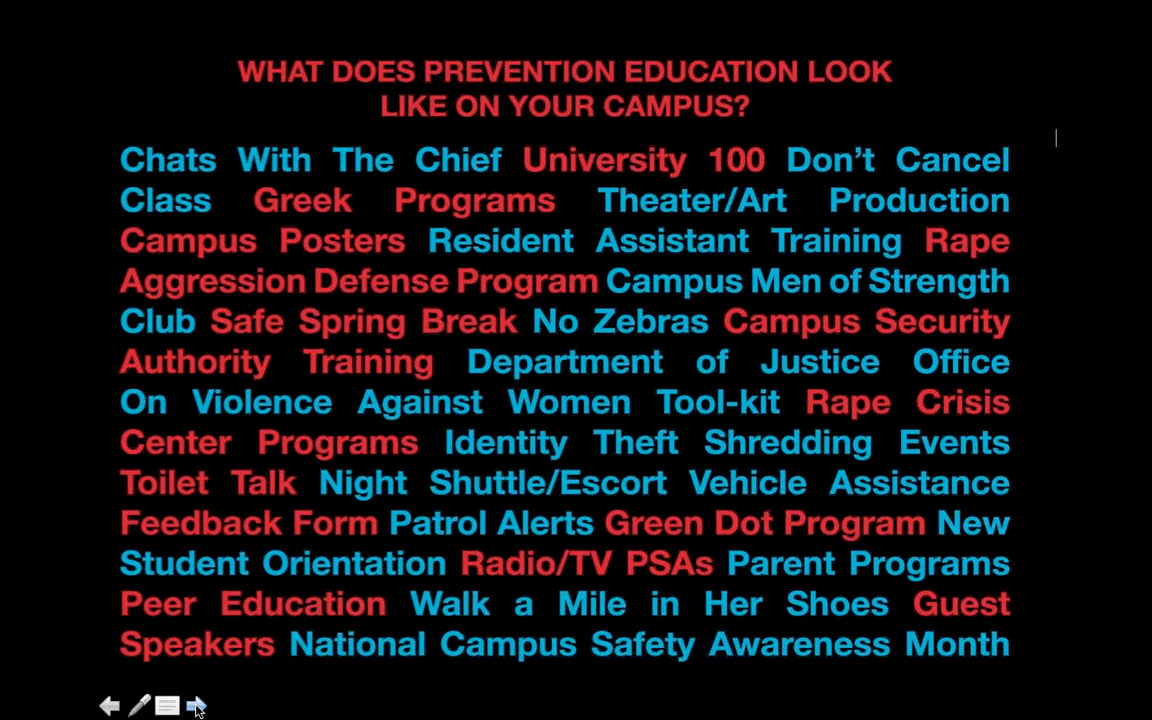 WHAT DOES PREVENTION EDUCATION LOOK
LIKE ON YOUR CAMPUS?
Chats With The Chief University 100 Don’t Cancel
Class Greek Programs Theater/Art Production
Campus Posters Resident Assistant Training Rape
Aggression Defense Program Campus Men of Strength
Club Safe Spring Break No Zebras Campus Security
Authority Training Department of Justice Office
On Violence Against Women Tool-kit Rape Crisis
Center Programs Identity Theft Shredding Events
Toilet Talk Night Shuttle/Escort Vehicle Assistance
Feedback Form Patrol Alerts Green Dot Program New
Student Orientation Radio/TV PSAs Parent Programs
Peer Education Walk a Mile in Her Shoes Guest
Speakers National Campus Safety Awareness Month